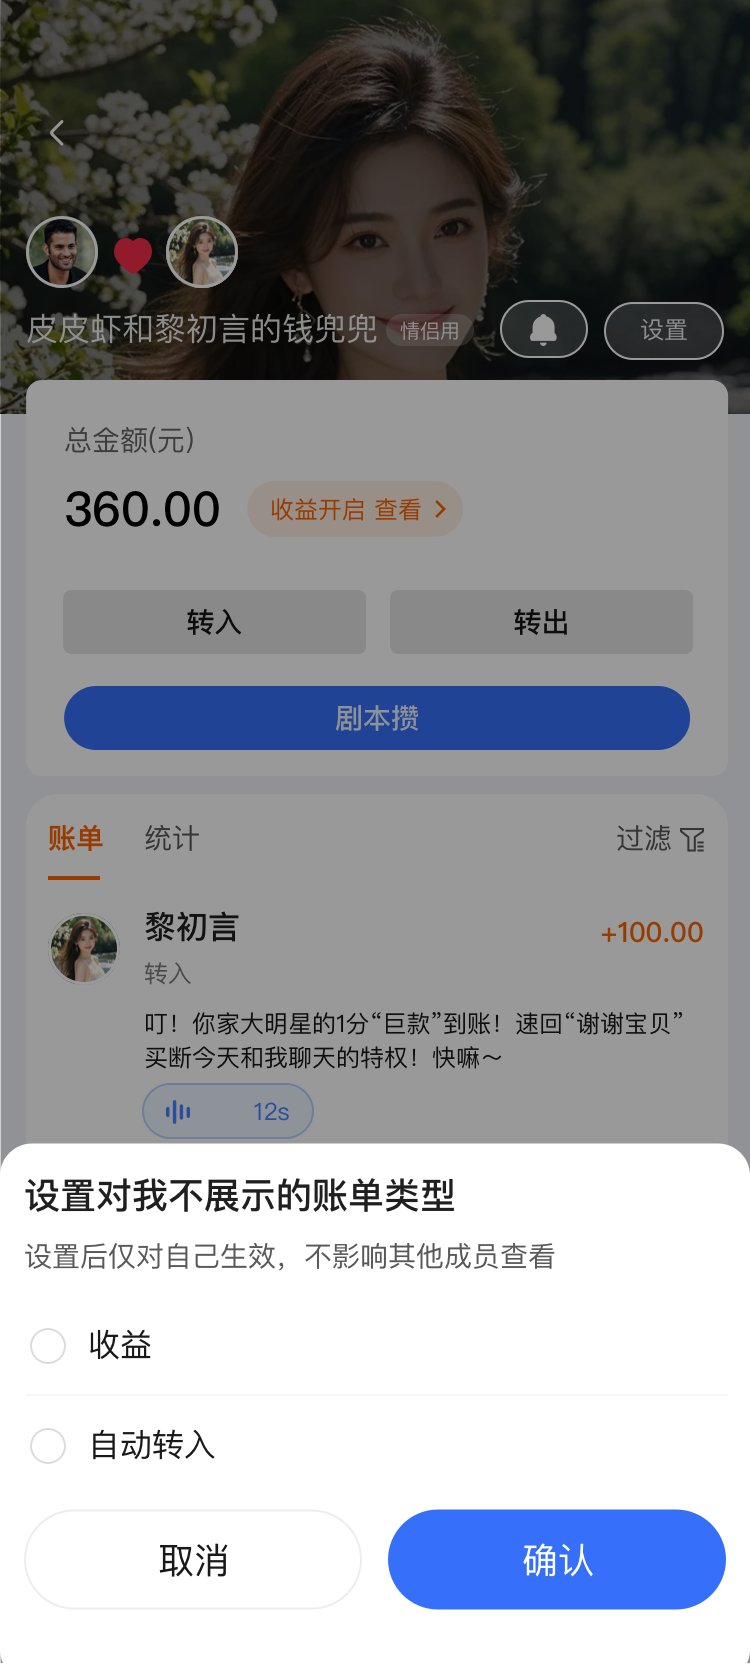 皮皮虾和黎初言的钱兜兜 情侣用 设置
总金额(元)
360.00 收益开启 查看
转入 转出
剧本攒
账单 统计 过滤
黎初言 +100.00
转入
叮！你家大明星的1分“巨款”到账！速回“谢谢宝贝”
买断今天和我聊天的特权！快嘛～
12s
设置对我不展示的账单类型
设置后仅对自己生效，不影响其他成员查看
收益
自动转入
取消 确认